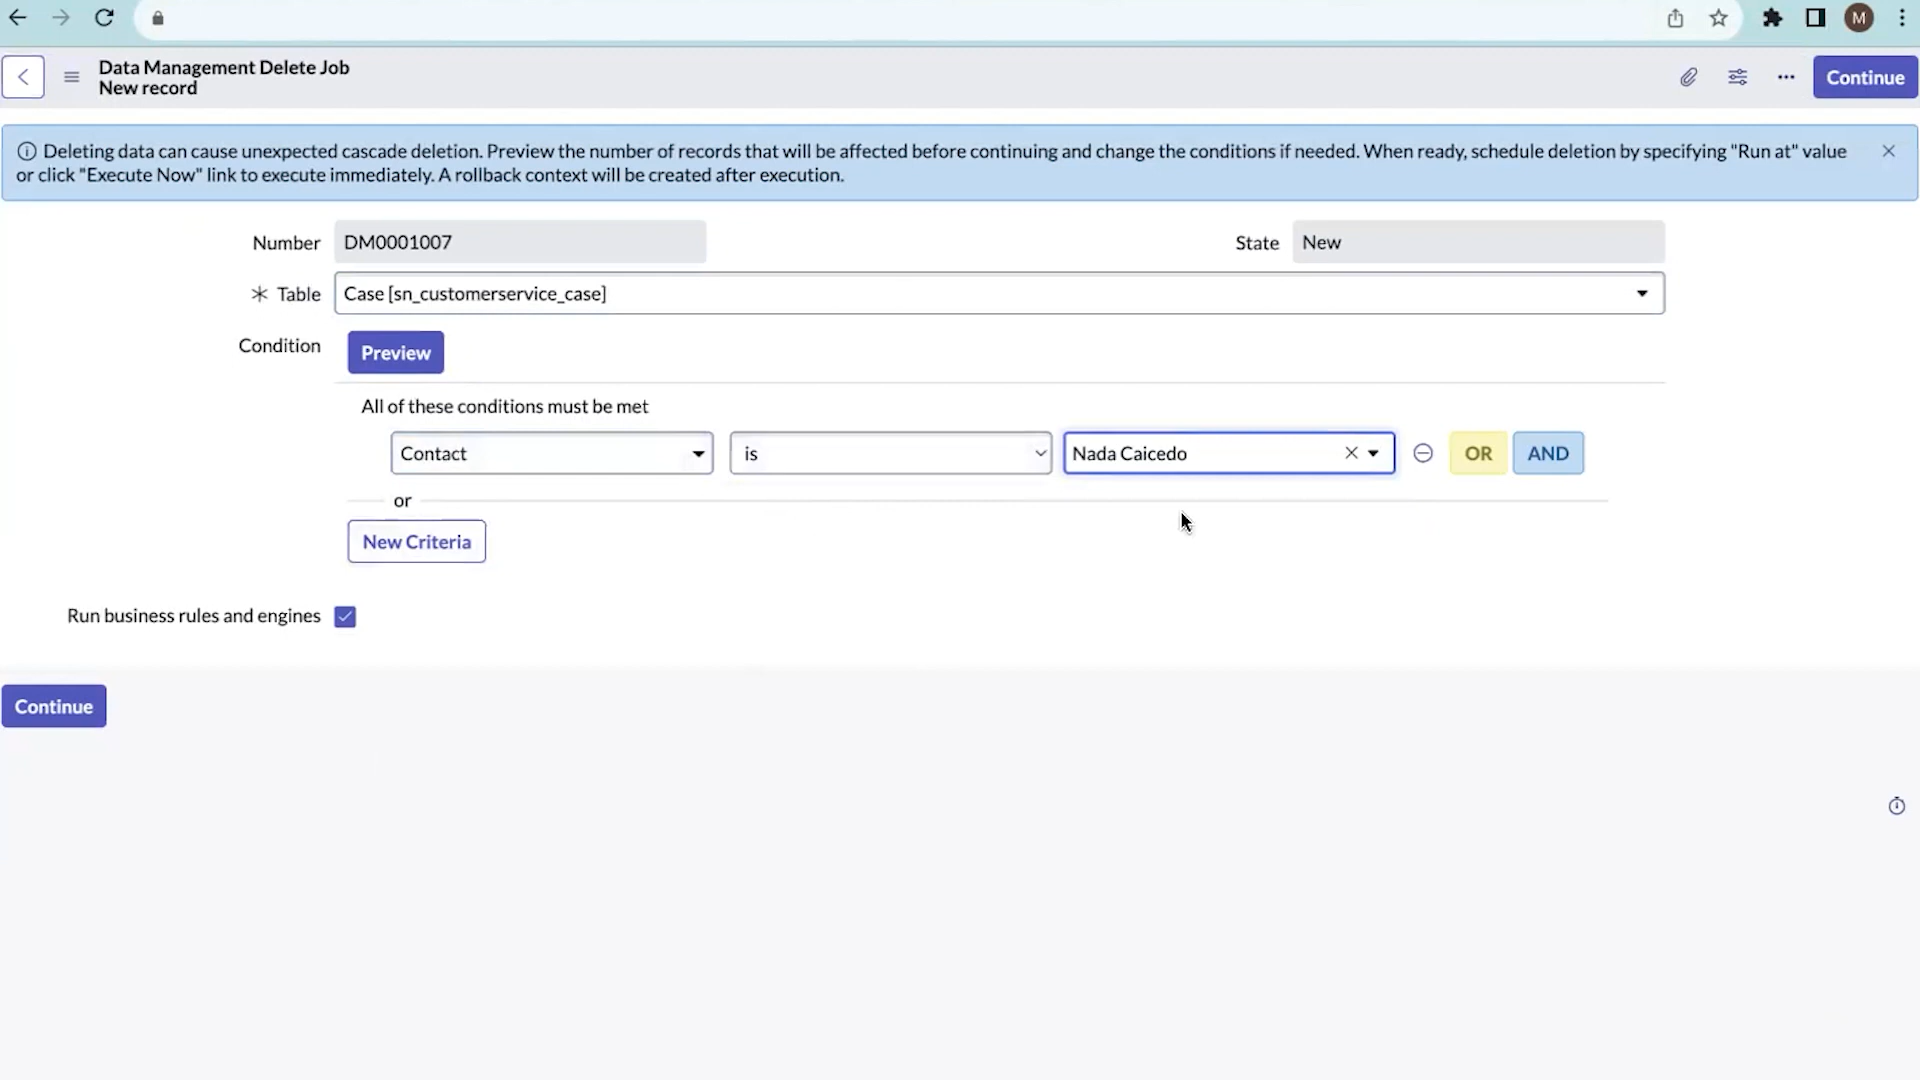 M
Data Management Delete Job
New record
Continue
Deleting data can cause unexpected cascade deletion. Preview the number of records that will be affected before continuing and change the conditions if needed. When ready, schedule deletion by specifying "Run at" value
or click "Execute Now" link to execute immediately. A rollback context will be created after execution.
Number DM0001007 State New
Table Case [sn_customerservice_case]
Condition Preview
All of these conditions must be met
Contact is Nada Caicedo OR AND
or
New Criteria
Run business rules and engines
Continue